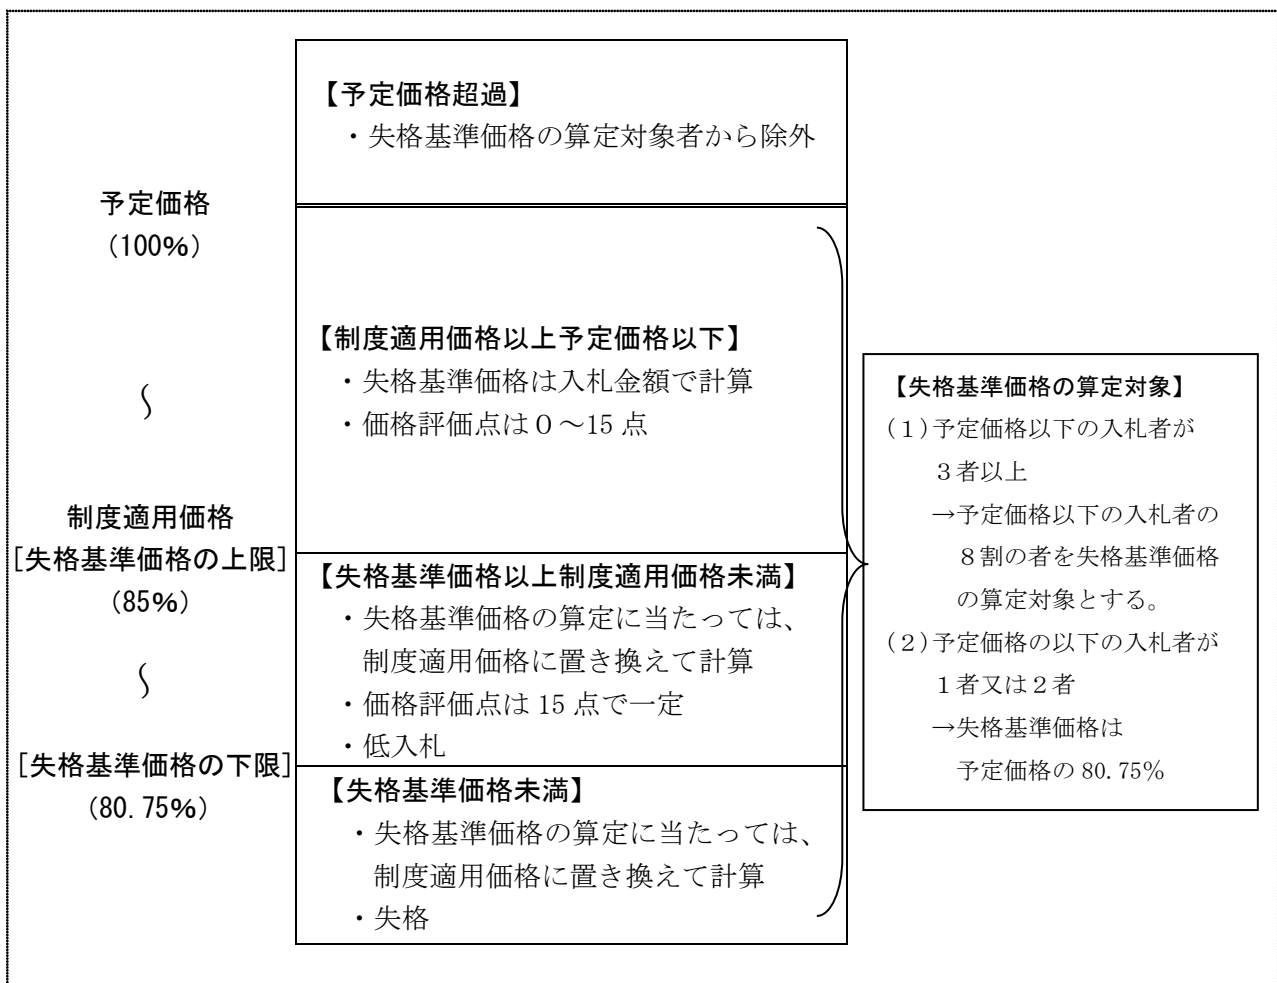 【予定価格超過】
・失格基準価格の算定対象者から除外
予定価格
(100%)
【制度適用価格以上予定価格以下】
・失格基準価格は入札金額で計算
・価格評価点は０～15 点
～
制度適用価格
[失格基準価格の上限]
(85%)
【失格基準価格以上制度適用価格未満】
・失格基準価格の算定に当たっては、
制度適用価格に置き換えて計算
・価格評価点は 15 点で一定
・低入札
～
[失格基準価格の下限]
(80.75%)
【失格基準価格未満】
・失格基準価格の算定に当たっては、
制度適用価格に置き換えて計算
・失格
【失格基準価格の算定対象】
(１)予定価格以下の入札者が
３者以上
→予定価格以下の入札者の
８割の者を失格基準価格
の算定対象とする。
(２)予定価格の以下の入札者が
１者又は２者
→失格基準価格は
予定価格の 80.75％